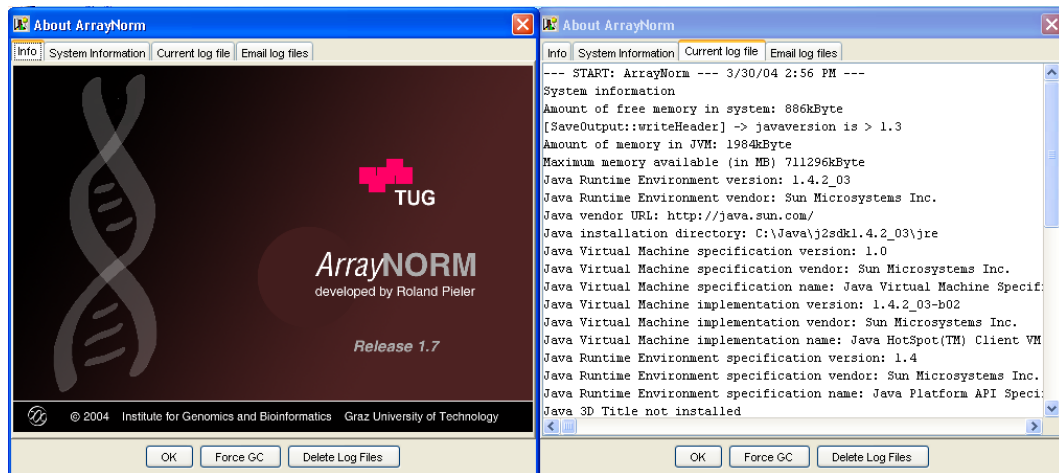 About ArrayNorm
Info System Information Current log file Email log files
TUG
ArrayNORM
developed by Roland Pieler
Release 1.7
© 2004 Institute for Genomics and Bioinformatics Graz University of Technology
OK Force GC Delete Log Files
About ArrayNorm
Info System Information Current log file Email log files
--- START: ArrayNorm --- 3/30/04 2:56 PM ---
System information
Amount of free memory in system: 886kByte
[SaveOutput::writeHeader] -> javaversion is > 1.3
Amount of memory in JVM: 1984kByte
Maximum memory available (in MB) 711296kByte
Java Runtime Environment version: 1.4.2_03
Java Runtime Environment vendor: Sun Microsystems Inc.
Java vendor URL: http://java.sun.com/
Java installation directory: C:\Java\j2sdk1.4.2_03\jre
Java Virtual Machine specification version: 1.0
Java Virtual Machine specification vendor: Sun Microsystems Inc.
Java Virtual Machine specification name: Java Virtual Machine Specif
Java Virtual Machine implementation version: 1.4.2_03-b02
Java Virtual Machine implementation vendor: Sun Microsystems Inc.
Java Virtual Machine implementation name: Java HotSpot(TM) Client VM
Java Runtime Environment specification version: 1.4
Java Runtime Environment specification vendor: Sun Microsystems Inc.
Java Runtime Environment specification name: Java Platform API Speci
Java 3D Title not installed
OK Force GC Delete Log Files